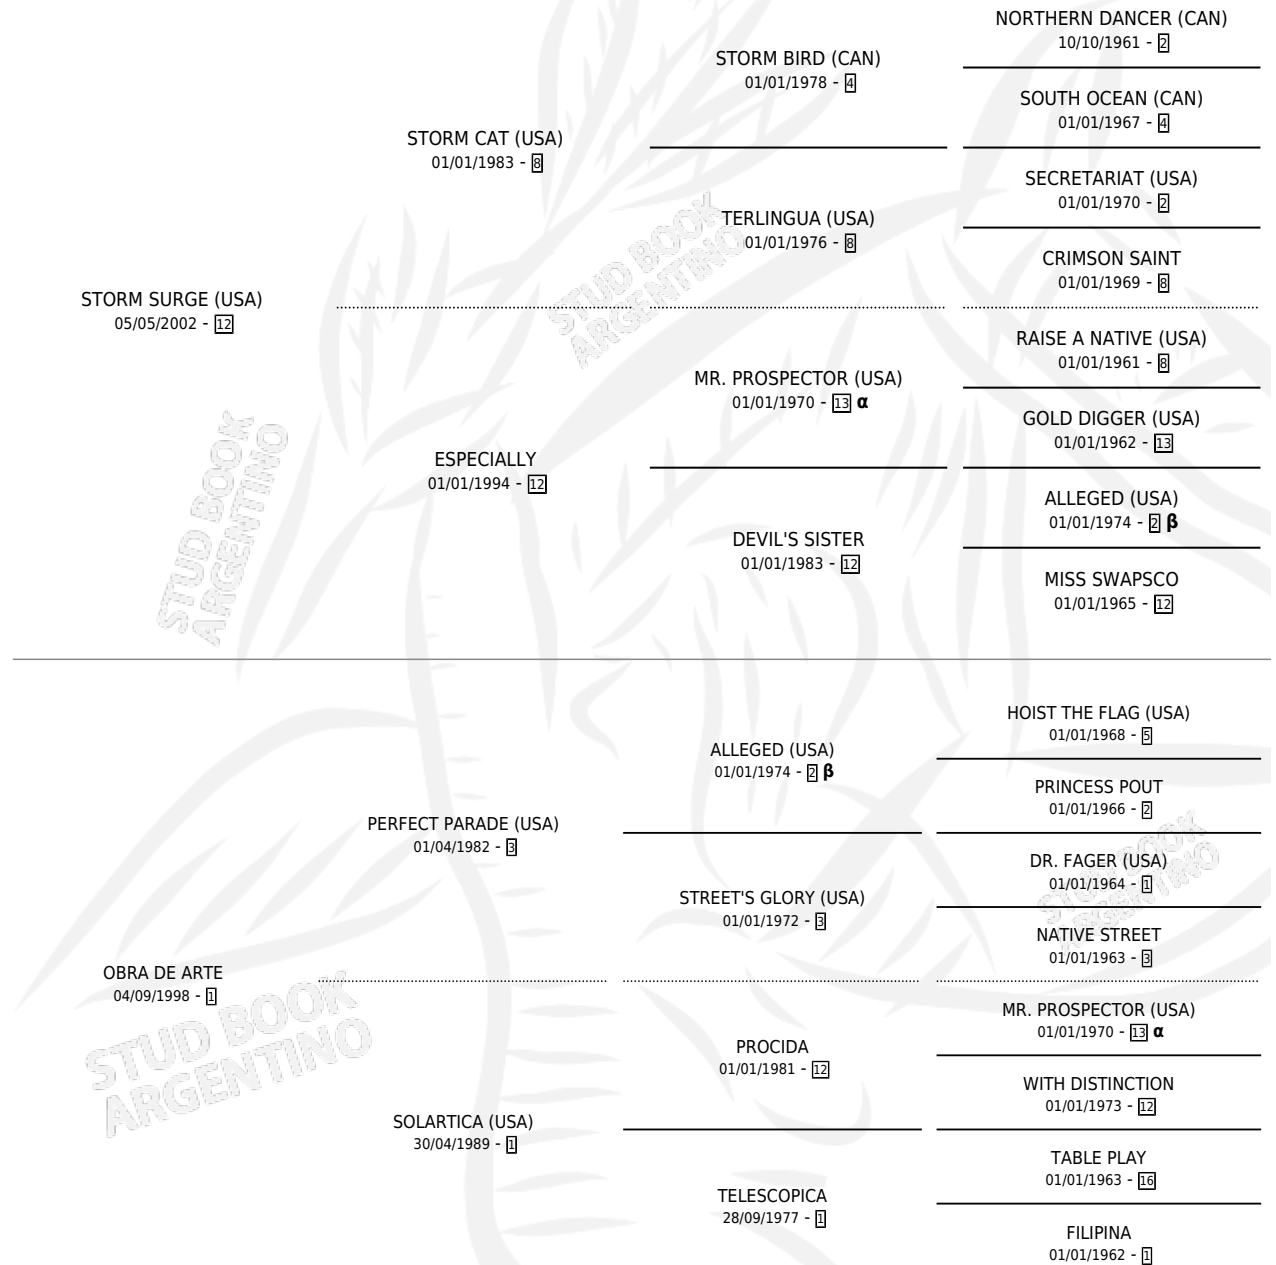 NORTHERN DANCER (CAN)
10/10/1961 - 2
STORM BIRD (CAN)
01/01/1978 - 4
SOUTH OCEAN (CAN)
01/01/1967 - 4
STORM CAT (USA)
01/01/1983 - 8
SECRETARIAT (USA)
01/01/1970 - 2
TERLINGUA (USA)
01/01/1976 - 8
CRIMSON SAINT
01/01/1969 - 8
STORM SURGE (USA)
05/05/2002 - 12
RAISE A NATIVE (USA)
01/01/1961 - 8
MR. PROSPECTOR (USA)
01/01/1970 - 13 α
GOLD DIGGER (USA)
01/01/1962 - 13
ESPECIALLY
01/01/1994 - 12
ALLEGED (USA)
01/01/1974 - 2 β
DEVIL'S SISTER
01/01/1983 - 12
MISS SWAPSCO
01/01/1965 - 12
HOIST THE FLAG (USA)
01/01/1968 - 5
ALLEGED (USA)
01/01/1974 - 2 β
PRINCESS POUT
01/01/1966 - 2
PERFECT PARADE (USA)
01/04/1982 - 3
DR. FAGER (USA)
01/01/1964 - 1
STREET'S GLORY (USA)
01/01/1972 - 3
NATIVE STREET
01/01/1963 - 3
OBRA DE ARTE
04/09/1998 - 1
MR. PROSPECTOR (USA)
01/01/1970 - 13 α
PROCIDA
01/01/1981 - 12
WITH DISTINCTION
01/01/1973 - 12
SOLARTICA (USA)
30/04/1989 - 1
TABLE PLAY
01/01/1963 - 16
TELESCOPICA
28/09/1977 - 1
FILIPINA
01/01/1962 - 1
STUD BOOK
ARGENTINO
STUD BOOK
ARGENTINO
STUD BOOK
ARGENTINO
STUD BOOK
ARGENTINO